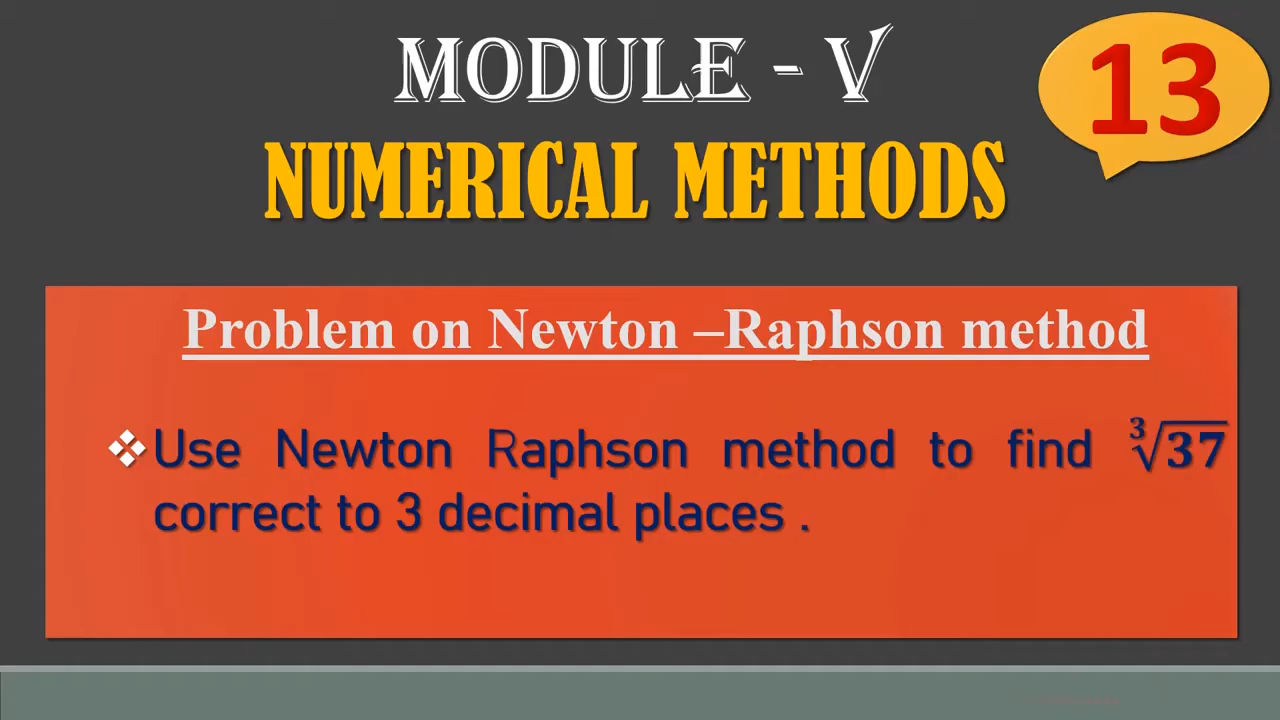 MODULE - V
13
NUMERICAL METHODS
Problem on Newton –Raphson method
❖Use Newton Raphson method to find ∛37
correct to 3 decimal places .